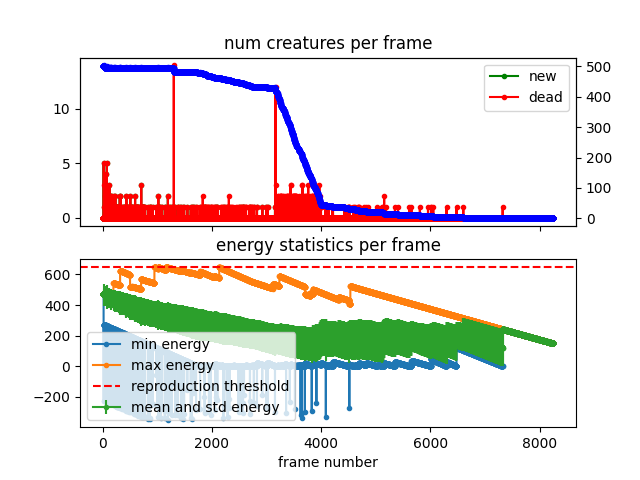 num creatures per frame
new
dead
10
5
0
500
400
300
200
100
0
energy statistics per frame
600
400
200
0
−200
min energy
max energy
reproduction threshold
mean and std energy
0 2000 4000 6000 8000
frame number